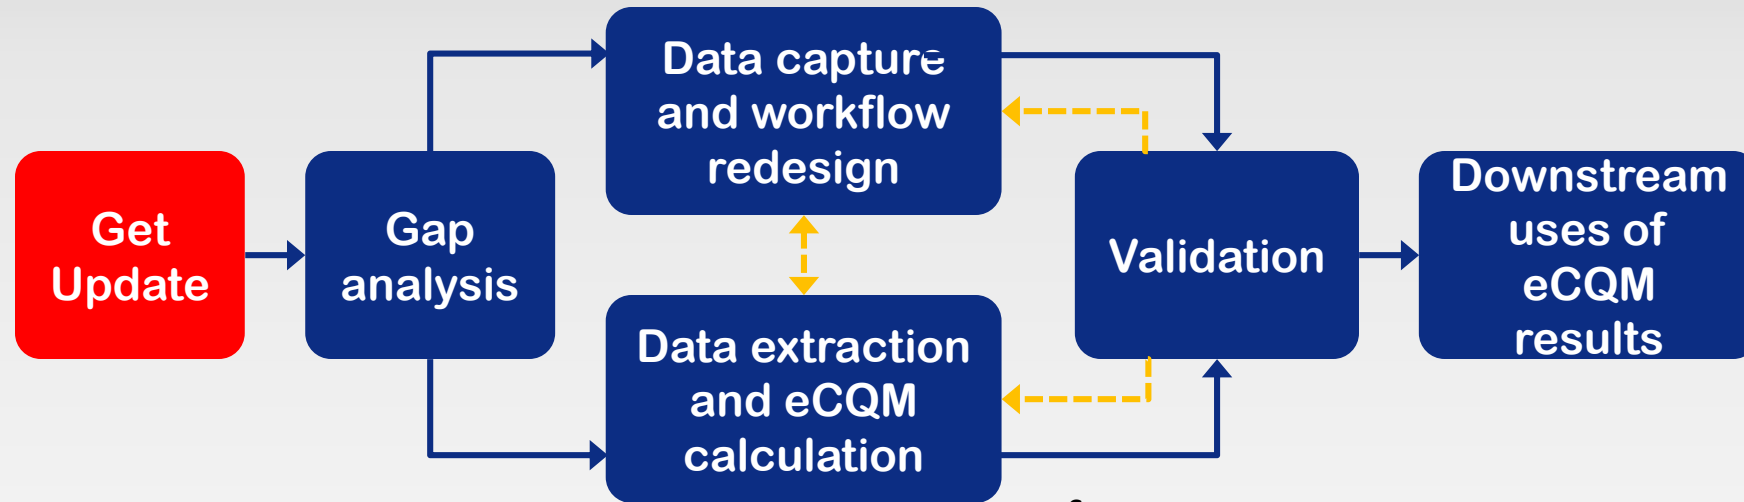 Get
Update
Gap
analysis
Data capture
and workflow
redesign
Data extraction
and eCQM
calculation
Validation
Downstream
uses of
eCQM
results